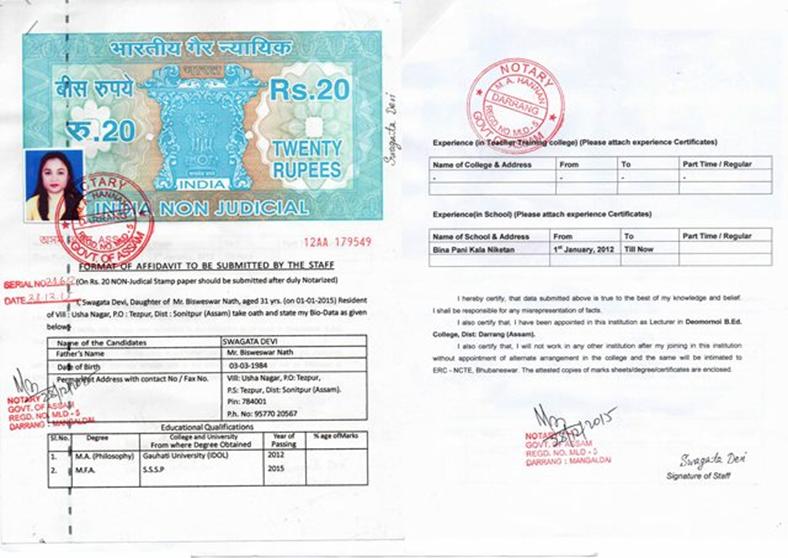 भारतीय गैर न्यायिक
भारत
बीस रुपये
रु.20
Rs.20
TWENTY
RUPEES
INDIA
INDIA NON JUDICIAL
Swagata Devi
NOTARY
M.A. HANNAN
DARRANG
REGD NO. MLD - 5
GOVT. OF ASSAM
ASSAM
12AA 179549
FORMAT OF AFFIDAVIT TO BE SUBMITTED BY THE STAFF
SERIAL NO
(On Rs. 20 NON-Judicial Stamp paper should be submitted after duly Notarized)
DATE
I, Swagata Devi, Daughter of Mr. Bisweswar Nath, aged 31 yrs. (on 01-01-2015) Resident
of Vill : Usha Nagar, P.O : Tezpur, Dist : Sonitpur (Assam) take oath and state my Bio-Data as given
below
Name of the Candidates SWAGATA DEVI
Father's Name Mr. Bisweswar Nath
Date of Birth 03-03-1984
Permanent Address with contact No / Fax No. Vill: Usha Nagar, P.O: Tezpur,
P.S: Tezpur, Dist: Sonitpur (Assam).
Pin: 784001
P.h. No: 95770 20567
NOTARY
GOVT. OF ASSAM
REGD. NO. MLD - 5
DARRANG : MANGALDAI
Educational Qualifications
Sl. No. Degree College and University From where Degree Obtained Year of Passing % age of Marks
1. M.A. (Philosophy) Gauhati University (IDOL) 2012
2. M.F.A. S.S.S.P 2015
NOTARY
M.A. HANNAN
DARRANG
REGD NO. MLD - 5
GOVT. OF ASSAM
Experience (in Teacher Training college) (Please attach experience Certificates)
Name of College & Address From To Part Time / Regular
- - - -
Experience(in School) (Please attach experience Certificates)
Name of School & Address From To Part Time / Regular
Bina Pani Kala Niketan 1st January, 2012 Till Now
I hereby certify, that data submitted above is true to the best of my knowledge and belief.
I shall be responsible for any misrepresentation of facts.
I also certify that, I have been appointed in this institution as Lecturer in Deomornoi B.Ed.
College, Dist: Darrang (Assam).
I also certify that, I will not work in any other institution after my joining in this institution
without appointment of alternate arrangement in the college and the same will be intimated to
ERC - NCTE, Bhubaneswar. The attested copies of marks sheets/degree/certificates are enclosed.
28/12/2015
NOTARY
GOVT. OF ASSAM
REGD. NO. MLD - 5
DARRANG : MANGALDAI
Swagata Devi
Signature of Staff